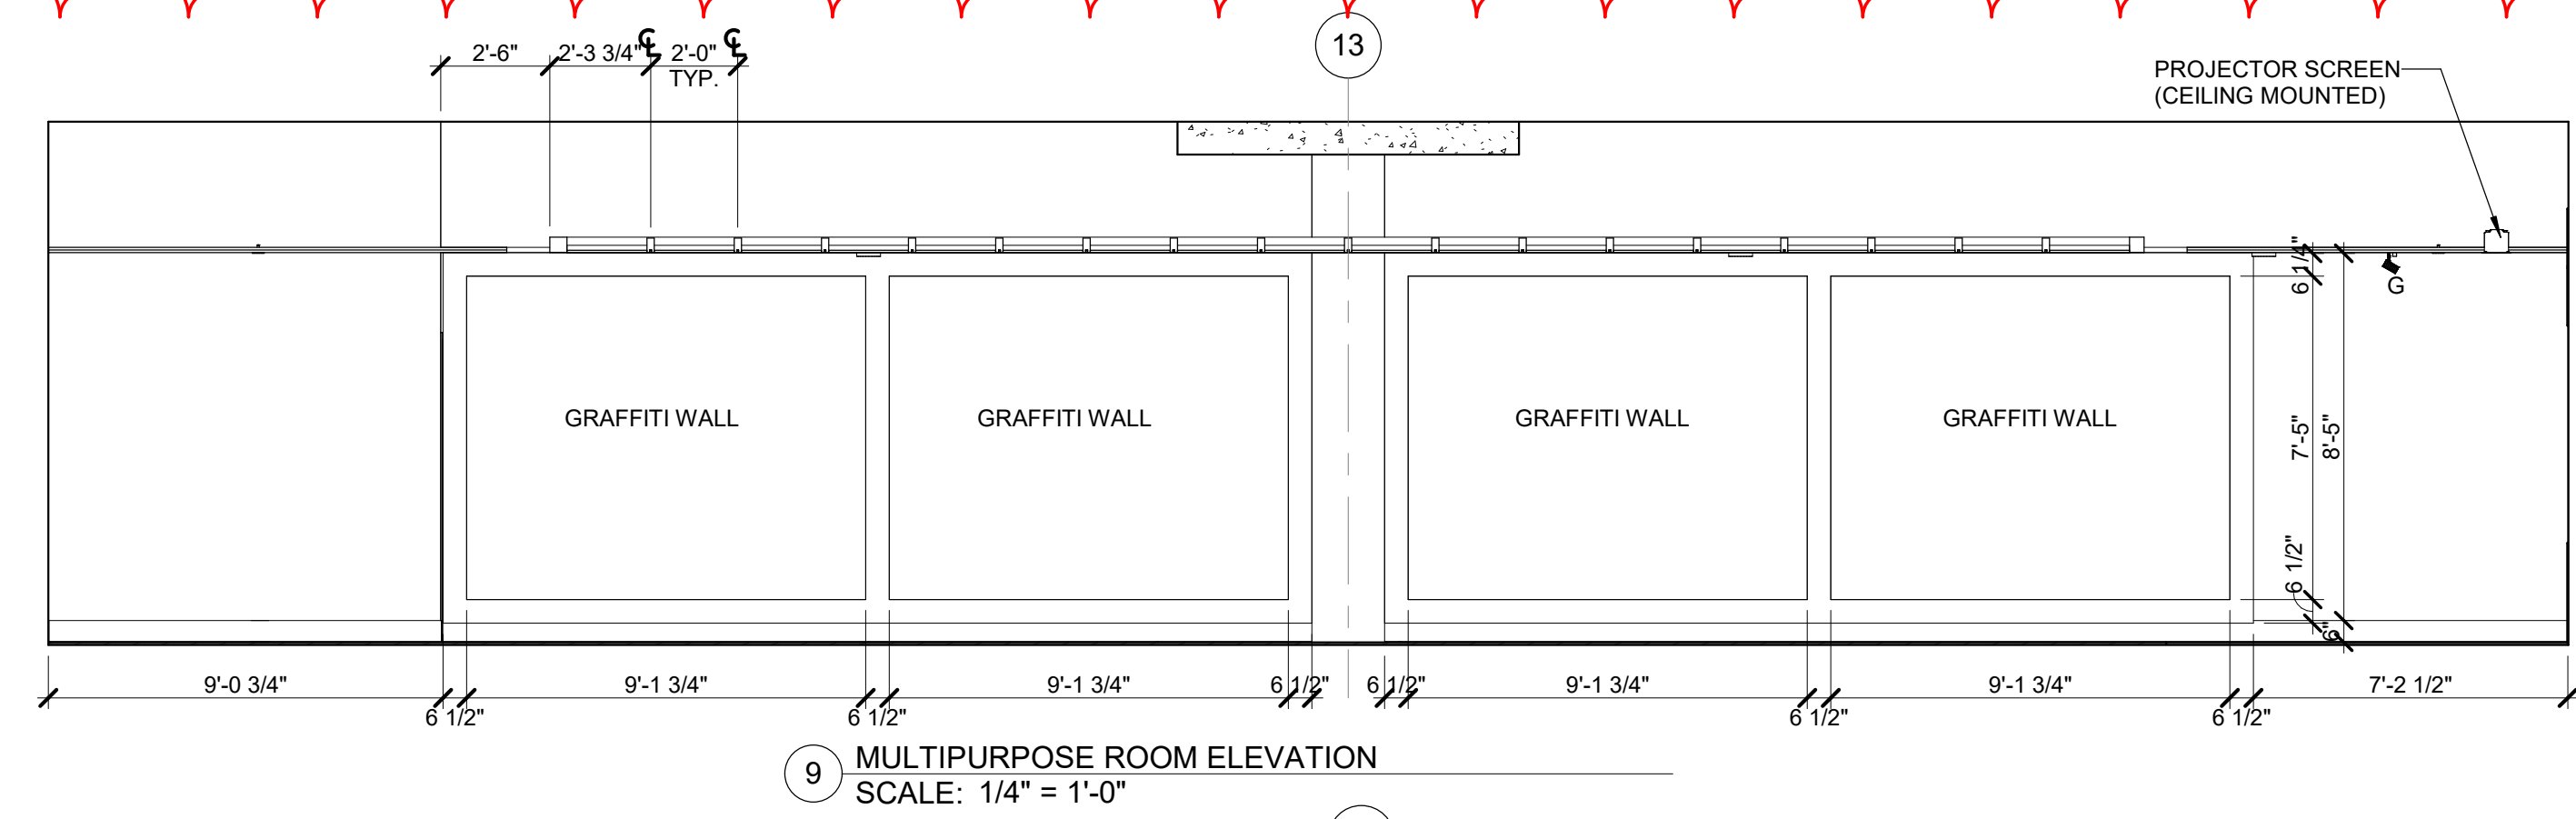 13
2'-6"
2'-3 3/4"
℄
2'-0"
℄
TYP.
PROJECTOR SCREEN
(CEILING MOUNTED)
6 1/4"
G
GRAFFITI WALL
GRAFFITI WALL
GRAFFITI WALL
GRAFFITI WALL
7'-5"
8'-5"
6 1/2"
6"
9'-0 3/4"
9'-1 3/4"
9'-1 3/4"
6 1/2"
6 1/2"
9'-1 3/4"
9'-1 3/4"
7'-2 1/2"
6 1/2"
6 1/2"
6 1/2"
6 1/2"
9
MULTIPURPOSE ROOM ELEVATION
SCALE: 1/4" = 1'-0"